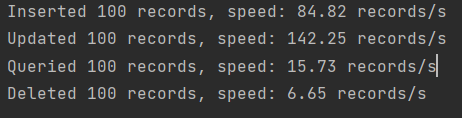 Inserted 100 records, speed: 84.82 records/s
Updated 100 records, speed: 142.25 records/s
Queried 100 records, speed: 15.73 records/s
Deleted 100 records, speed: 6.65 records/s